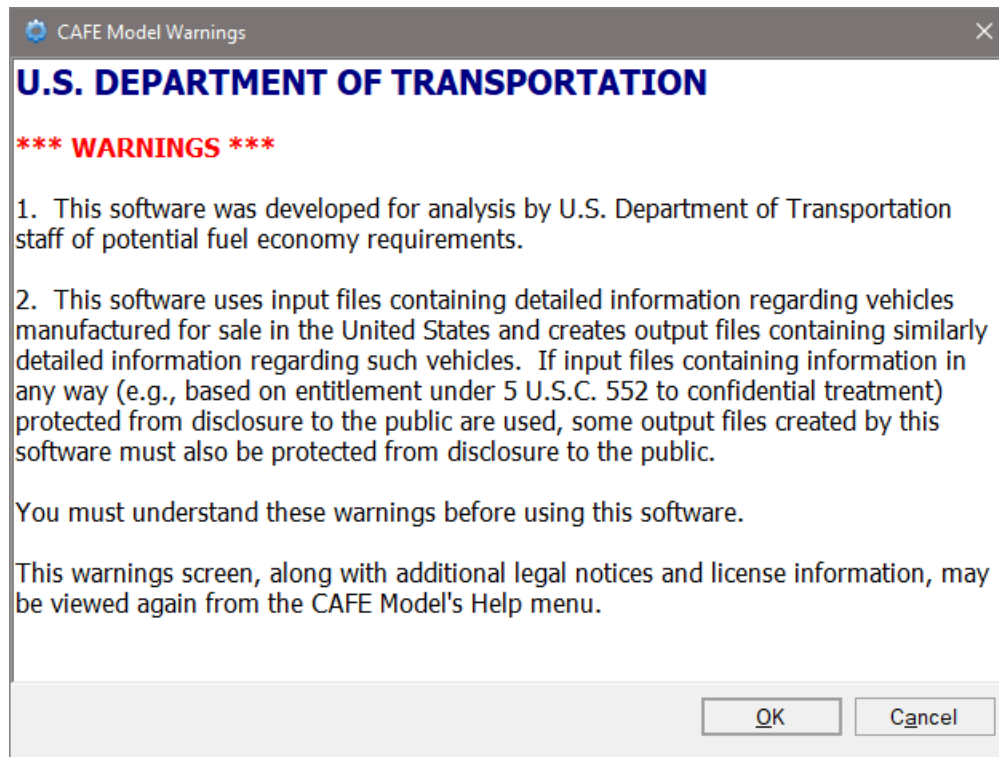 CAFE Model Warnings
U.S. DEPARTMENT OF TRANSPORTATION
*** WARNINGS ***
1.  This software was developed for analysis by U.S. Department of Transportation
staff of potential fuel economy requirements.
2.  This software uses input files containing detailed information regarding vehicles
manufactured for sale in the United States and creates output files containing similarly
detailed information regarding such vehicles.  If input files containing information in
any way (e.g., based on entitlement under 5 U.S.C. 552 to confidential treatment)
protected from disclosure to the public are used, some output files created by this
software must also be protected from disclosure to the public.
You must understand these warnings before using this software.
This warnings screen, along with additional legal notices and license information, may
be viewed again from the CAFE Model's Help menu.
OK
Cancel